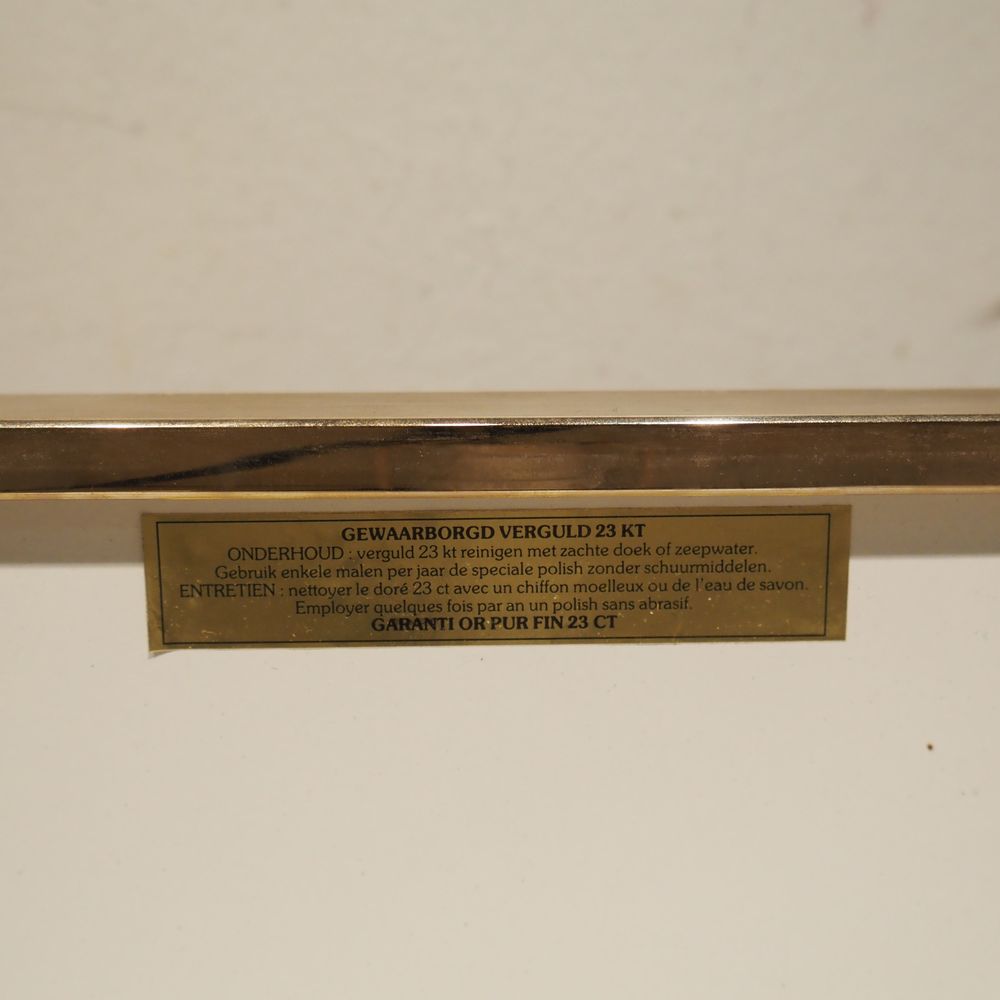 GEWAARBORGD VERGULD 23 KT
ONDERHOUD : verguld 23 kt reinigen met zachte doek of zeepwater.
Gebruik enkele malen per jaar de speciale polish zonder schuurmiddelen.
ENTRETIEN : nettoyer le doré 23 ct avec un chiffon moelleux ou de l'eau de savon.
Employer quelques fois par an un polish sans abrasif.
GARANTI OR PUR FIN 23 CT